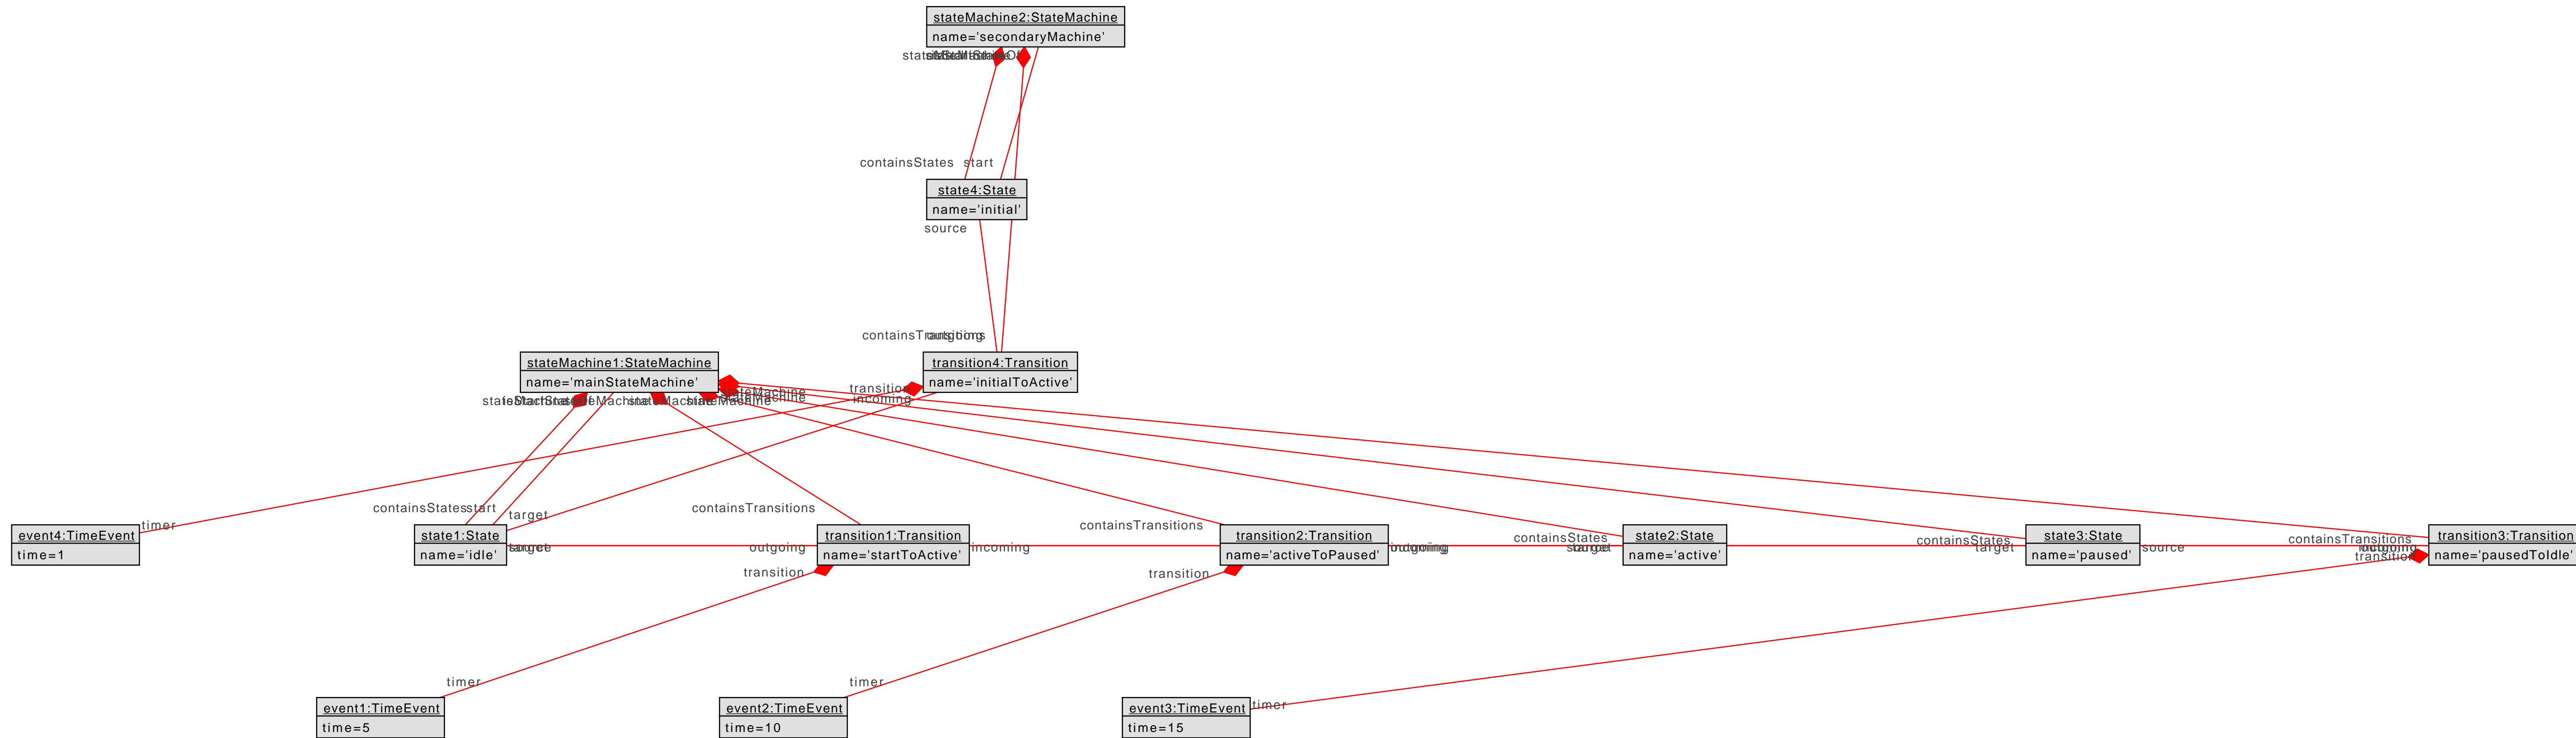 stateMachine2:StateMachine
name='secondaryMachine'
containsStates start
state4:State
name='initial'
source
stateMachine1:StateMachine
name='mainStateMachine'
transition4:Transition
name='initialToActive'
transition
incoming
stateMachine
stateMachine
containsStates start
target
containsTransitions
containsTransitions
containsStates
containsStates
containsTransitions
event4:TimeEvent
time=1
timer
state1:State
name='idle'
outgoing
transition1:Transition
name='startToActive'
incoming
transition2:Transition
name='activeToPaused'
state2:State
name='active'
target
state3:State
name='paused'
source
transition3:Transition
name='pausedToIdle'
transition
transition
transition
timer
timer
timer
event1:TimeEvent
time=5
event2:TimeEvent
time=10
event3:TimeEvent
time=15